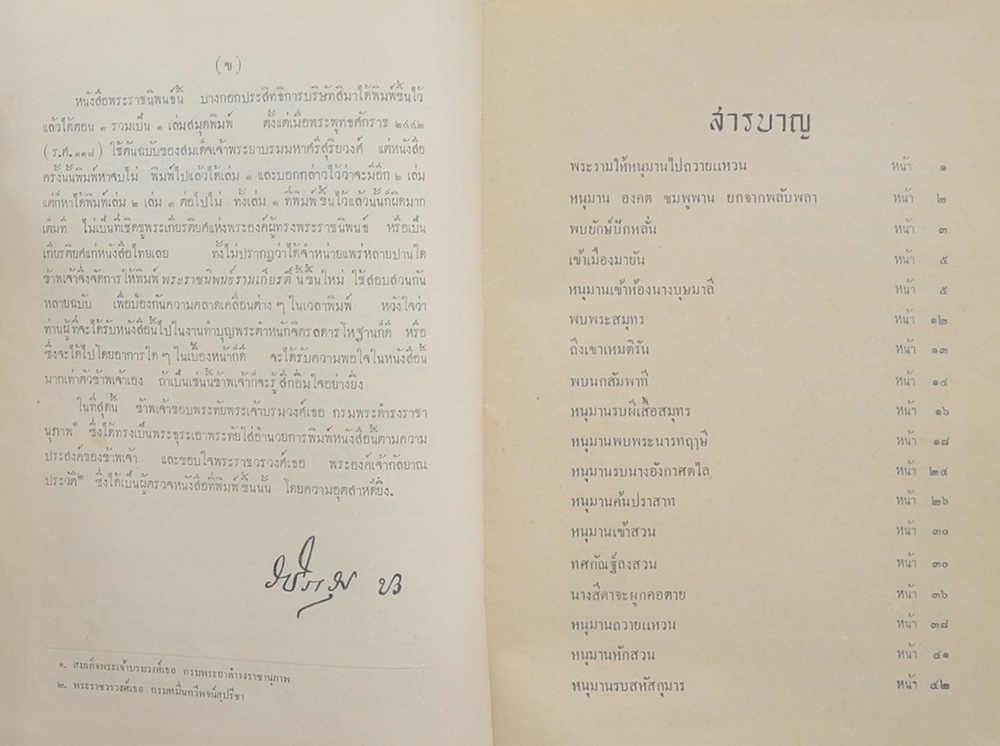 (ข)
หนังสือพระราชนิพนธ์นี้ บางกอกประสิทธิการบริษัทสิมาได้พิมพ์ขึ้นไว้
แล้วได้ตอน ๑ รวมเป็น ๑ เล่มสมุดพิมพ์ ตั้งแต่เมื่อพระพุทธศักราช ๒๔๔๒
(ร.ศ. ๑๑๘) ใช้ต้นฉบับของสมเด็จเจ้าพระยาบรมมหาศรีสุริยวงศ์ แต่หนังสือ
ครั้งนั้นพิมพ์หาจบไม่ พิมพ์ไปแล้วได้เล่ม ๑ และบอกกล่าวไว้ว่าจะมีอีก ๒ เล่ม
แต่ก็หาได้พิมพ์เล่ม ๒ เล่ม ๓ ต่อไปไม่ ทั้งเล่ม ๑ ที่พิมพ์ขึ้นไว้แล้วนั้นก็ผิดมาก
เต็มที ไม่เป็นที่เชิดชูพระเกียรติยศแห่งพระองค์ผู้ทรงพระราชนิพนธ์ หรือเป็น
เกียรติยศแก่หนังสือไทยเลย ทั้งไม่ปรากฏว่าได้จำหน่ายแพร่หลายปานใด
ข้าพเจ้าจึงจัดการให้พิมพ์พระราชนิพนธ์รามเกียรติ์นี้ขึ้นใหม่ ใช้สอบสวนกัน
หลายฉบับ เพื่อป้องกันความคลาดเคลื่อนต่าง ๆ ในเวลาพิมพ์ หวังใจว่า
ท่านผู้ที่จะได้รับหนังสือนี้ไปในงานทำบุญพระตำหนักจิตรลดารโหฐานก็ดี หรือ
ซึ่งจะได้ไปโดยอาการใด ๆ ในเบื้องหน้าก็ดี จะได้รับความพอใจในหนังสือนี้
มากเท่าตัวข้าพเจ้าเอง ถ้าเป็นเช่นนี้ข้าพเจ้าก็จะรู้สึกอิ่มใจอย่างยิ่ง
ในที่สุดนี้ ข้าพเจ้าขอบพระทัยพระเจ้าบรมวงศ์เธอ กรมพระดำรงราชา
นุภาพ๑ ซึ่งได้ทรงเป็นพระธุระเอาพระทัยใส่อำนวยการพิมพ์หนังสือนี้ตามความ
ประสงค์ของข้าพเจ้า และขอบใจพระราชวรวงศ์เธอ พระองค์เจ้ากัลยาณ
ประวัติ๒ ซึ่งได้เป็นผู้ตรวจหนังสือที่พิมพ์ขึ้นนั้น โดยความอุตสาหดียิ่ง.
๑. สมเด็จพระเจ้าบรมวงศ์เธอ กรมพระยาดำรงราชานุภาพ
๒. พระราชวรวงศ์เธอ กรมหมื่นกวีพจน์สุปรีชา
สารบาญ
พระรามให้หนุมานไปถวายแหวน หน้า ๑
หนุมาน องคต ชมพูพาน ยกจากพลับพลา หน้า ๒
พบยักษ์ปักหลั่น หน้า ๓
เข้าเมืองมายัน หน้า ๕
หนุมานเข้าห้องนางบุษมาลี หน้า ๕
พบพระสมุทร หน้า ๑๒
ถึงเขาเหมติรัน หน้า ๑๓
พบนกสัมพาที หน้า ๑๔
หนุมานรบผีเสื้อสมุทร หน้า ๑๖
หนุมานพบพระนารทฤาษี หน้า ๑๘
หนุมานรบนางอังกาศตไล หน้า ๒๔
หนุมานค้นปราสาท หน้า ๒๖
หนุมานเข้าสวน หน้า ๓๐
ทศกัณฐ์ลงสวน หน้า ๓๐
นางสีดาจะผูกคอตาย หน้า ๓๖
หนุมานถวายแหวน หน้า ๓๘
หนุมานหักสวน หน้า ๔๑
หนุมานรบสหัสกุมาร หน้า ๔๒